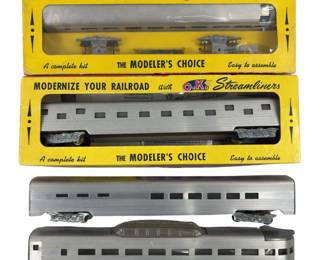 A complete kit THE MODELER'S CHOICE Easy to assemble
MODERNIZE YOUR RAILROAD With Streamliners
A complete kit THE MODELER'S CHOICE Easy to assemble